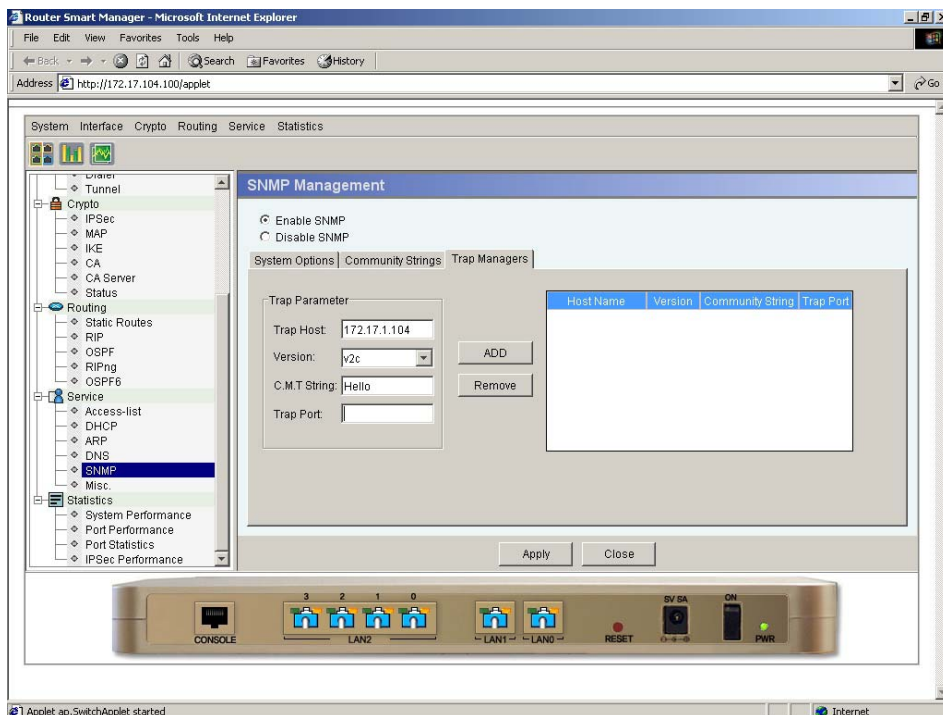 Router Smart Manager - Microsoft Internet Explorer
File Edit View Favorites Tools Help
Back Search Favorites History
Address http://172.17.104.100/applet Go
System Interface Crypto Routing Service Statistics
Dialer
Tunnel
Crypto
IPSec
MAP
IKE
CA
CA Server
Status
Routing
Static Routes
RIP
OSPF
RIPng
OSPF6
Service
Access-list
DHCP
ARP
DNS
SNMP
Misc.
Statistics
System Performance
Port Performance
Port Statistics
IPSec Performance
SNMP Management
Enable SNMP
Disable SNMP
System Options Community Strings Trap Managers
Trap Parameter
Trap Host: 172.17.1.104
Version: v2c
C.M.T String: Hello
Trap Port:
ADD
Remove
Host Name Version Community String Trap Port
Apply Close
3 2 1 0 5V 5A ON
CONSOLE LAN2 LAN1 LAN0 RESET PWR
Applet ap.SwitchApplet started Internet